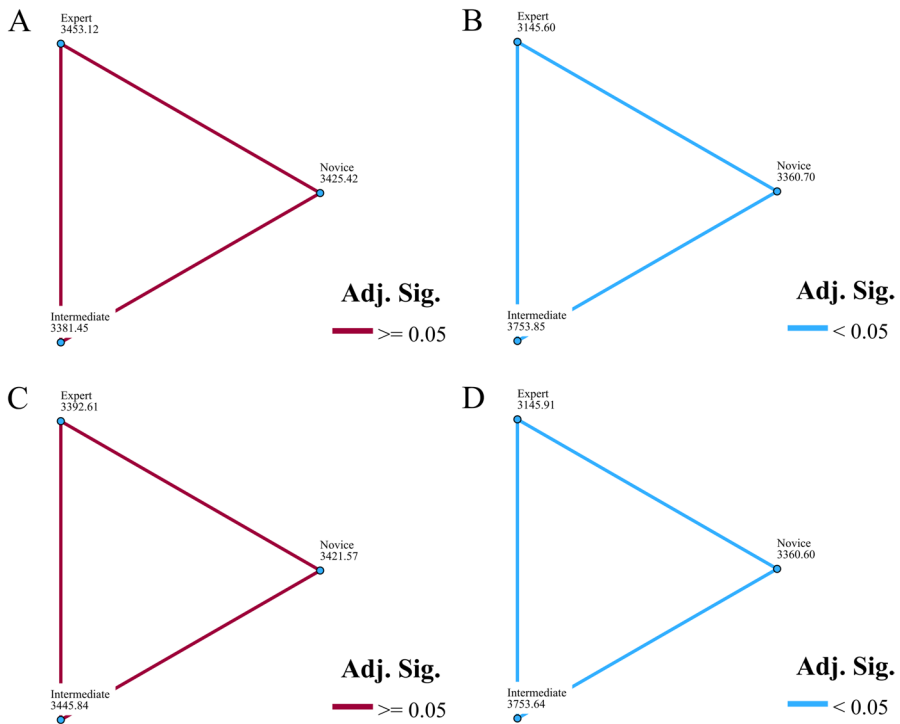 A
Expert
3453.12
Novice
3425.42
Intermediate
3381.45
Adj. Sig.
>= 0.05
B
Expert
3145.60
Novice
3360.70
Intermediate
3753.85
Adj. Sig.
< 0.05
C
Expert
3392.61
Novice
3421.57
Intermediate
3445.84
Adj. Sig.
>= 0.05
D
Expert
3145.91
Novice
3360.60
Intermediate
3753.64
Adj. Sig.
< 0.05